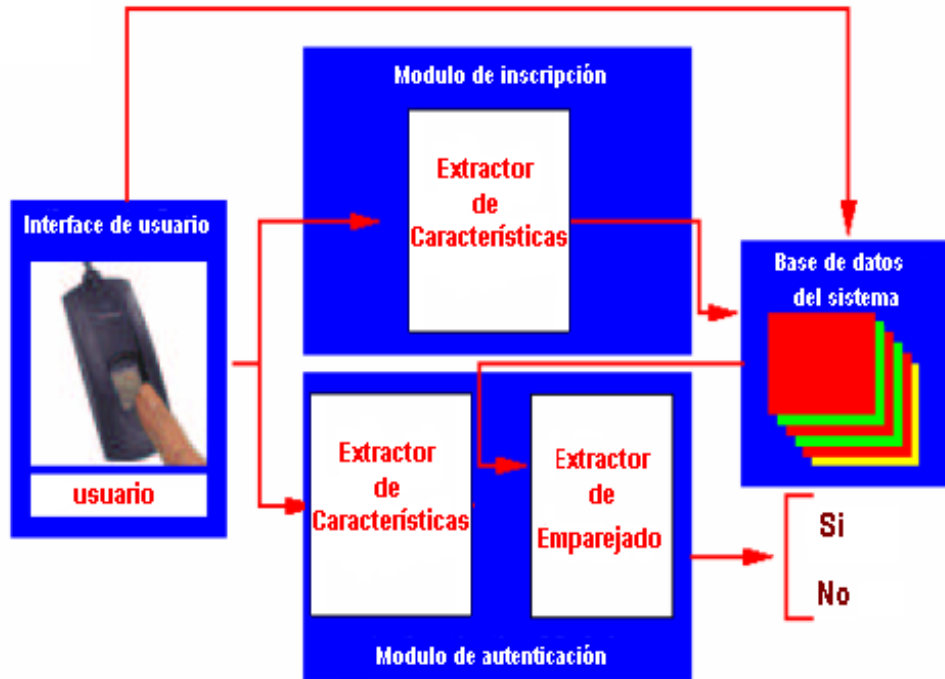 Modulo de inscripción
Extractor
de
Características
Interface de usuario
usuario
Base de datos
del sistema
Extractor
de
Características
Extractor
de
Emparejado
Modulo de autenticación
Si
No